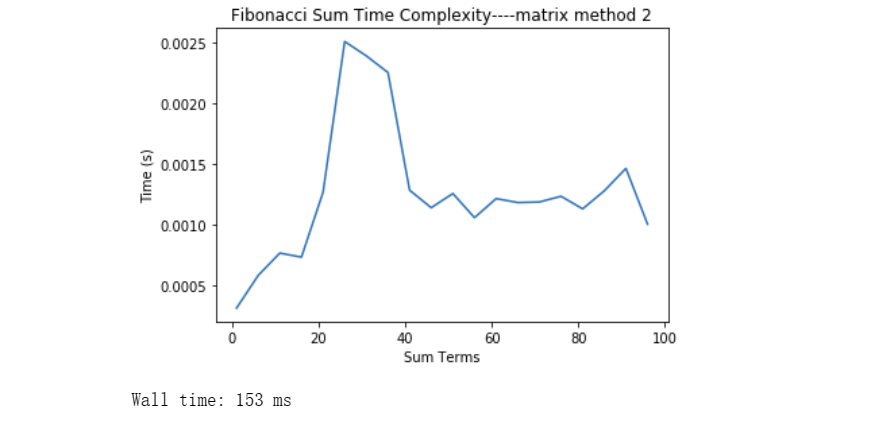 Fibonacci Sum Time Complexity----matrix method 2
0.0025
0.0020
0.0015
0.0010
0.0005
Time (s)
0 20 40 60 80 100
Sum Terms
Wall time: 153 ms